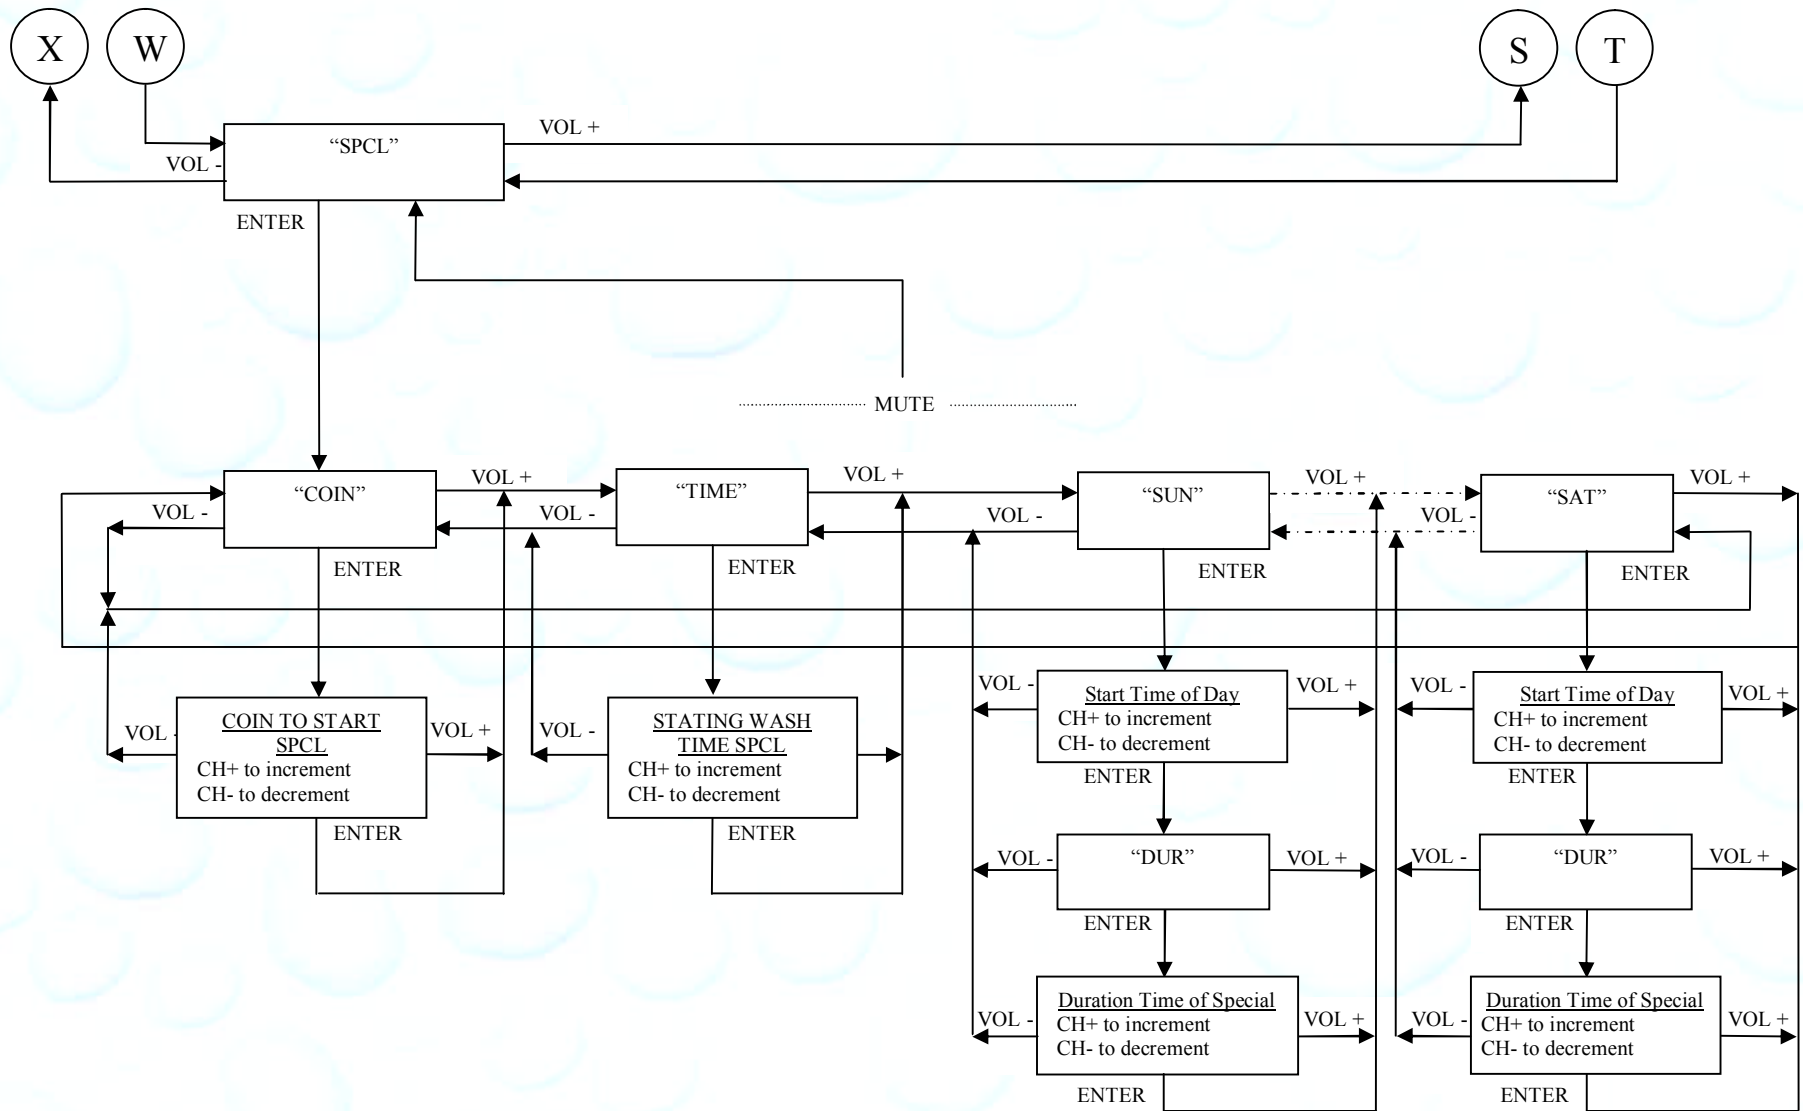 X
W
S
T
VOL +
“SPCL”
VOL -
ENTER
MUTE
“COIN”
VOL +
“TIME”
VOL +
“SUN”
VOL +
“SAT”
VOL +
VOL -
VOL -
VOL -
VOL -
ENTER
ENTER
ENTER
ENTER
VOL -
COIN TO START
SPCL
CH+ to increment
CH- to decrement
VOL +
ENTER
VOL -
STATING WASH
TIME SPCL
CH+ to increment
CH- to decrement
ENTER
VOL -
Start Time of Day
CH+ to increment
CH- to decrement
VOL +
ENTER
VOL -
“DUR”
VOL +
ENTER
VOL -
Duration Time of Special
CH+ to increment
CH- to decrement
VOL +
ENTER
VOL -
Start Time of Day
CH+ to increment
CH- to decrement
VOL +
ENTER
VOL -
“DUR”
VOL +
ENTER
VOL -
Duration Time of Special
CH+ to increment
CH- to decrement
VOL +
ENTER